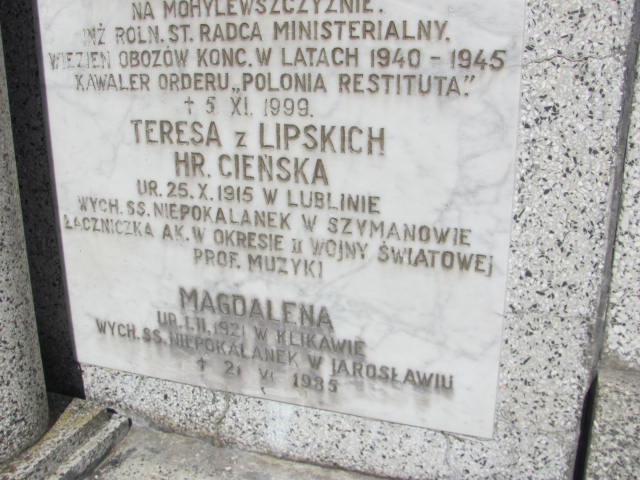 NA MOHYLEWSZCZYŹNIE.
INŻ ROLN. ST. RADCA MINISTERIALNY.
WIĘZIEŃ OBOZÓW KONC. W LATACH 1940 - 1945
KAWALER ORDERU „POLONIA RESTITUTA."
† 5 XI. 1999.
TERESA z LIPSKICH
HR. CIEŃSKA
UR. 25. X. 1915 W LUBLINIE
WYCH. SS. NIEPOKALANEK W SZYMANOWIE
ŁĄCZNICZKA AK. W OKRESIE II WOJNY ŚWIATOWEJ
PROF. MUZYKI
MAGDALENA
UR. 1. II. 1921 W KLIKAWIE
WYCH. SS. NIEPOKALANEK W JAROSŁAWIU
† 21 VI 1935